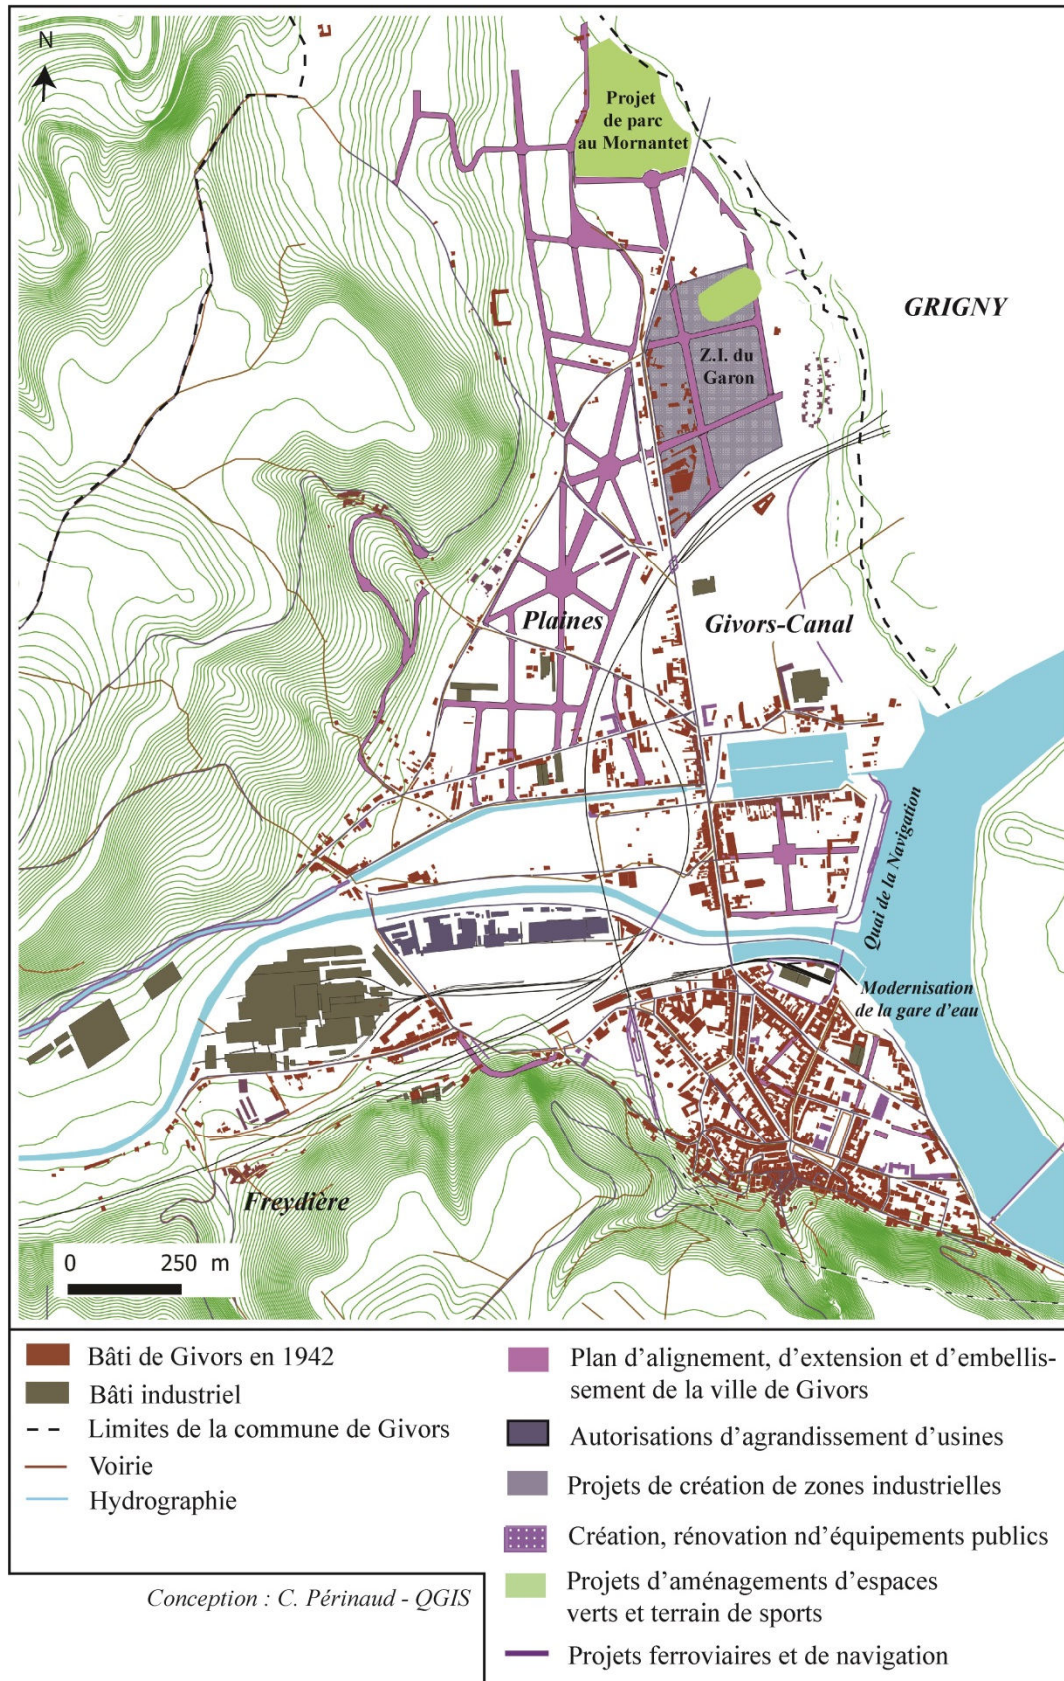 N
Projet
de parc
au Mornantet
GRIGNY
Z.I. du
Garon
Plaines
Givors-Canal
Quai de la Navigation
Modernisation
de la gare d'eau
Freydière
0 250 m
Bâti de Givors en 1942
Bâti industriel
Limites de la commune de Givors
Voirie
Hydrographie
Conception : C. Périnaud - QGIS
Plan d'alignement, d'extension et d'embellis-
sement de la ville de Givors
Autorisations d'agrandissement d'usines
Projets de création de zones industrielles
Création, rénovation nd'équipements publics
Projets d'aménagements d'espaces
verts et terrain de sports
Projets ferroviaires et de navigation